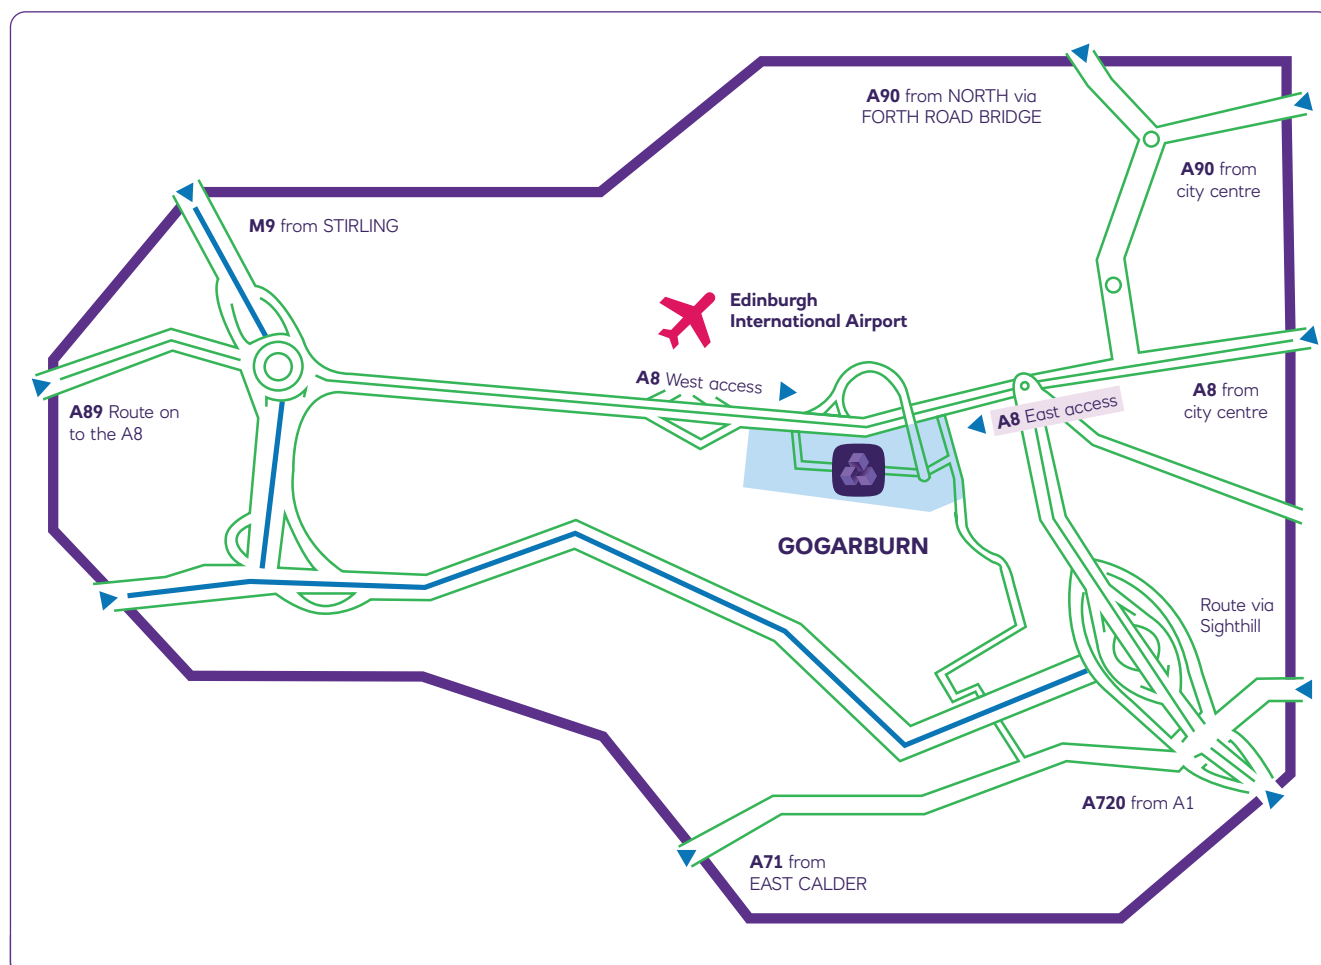 A90 from NORTH via
FORTH ROAD BRIDGE
A90 from
city centre
M9 from STIRLING
Edinburgh
International Airport
A8 West access
A8 East access
A8 from
city centre
A89 Route on
to the A8
GOGARBURN
Route via
Sighthill
A720 from A1
A71 from
EAST CALDER